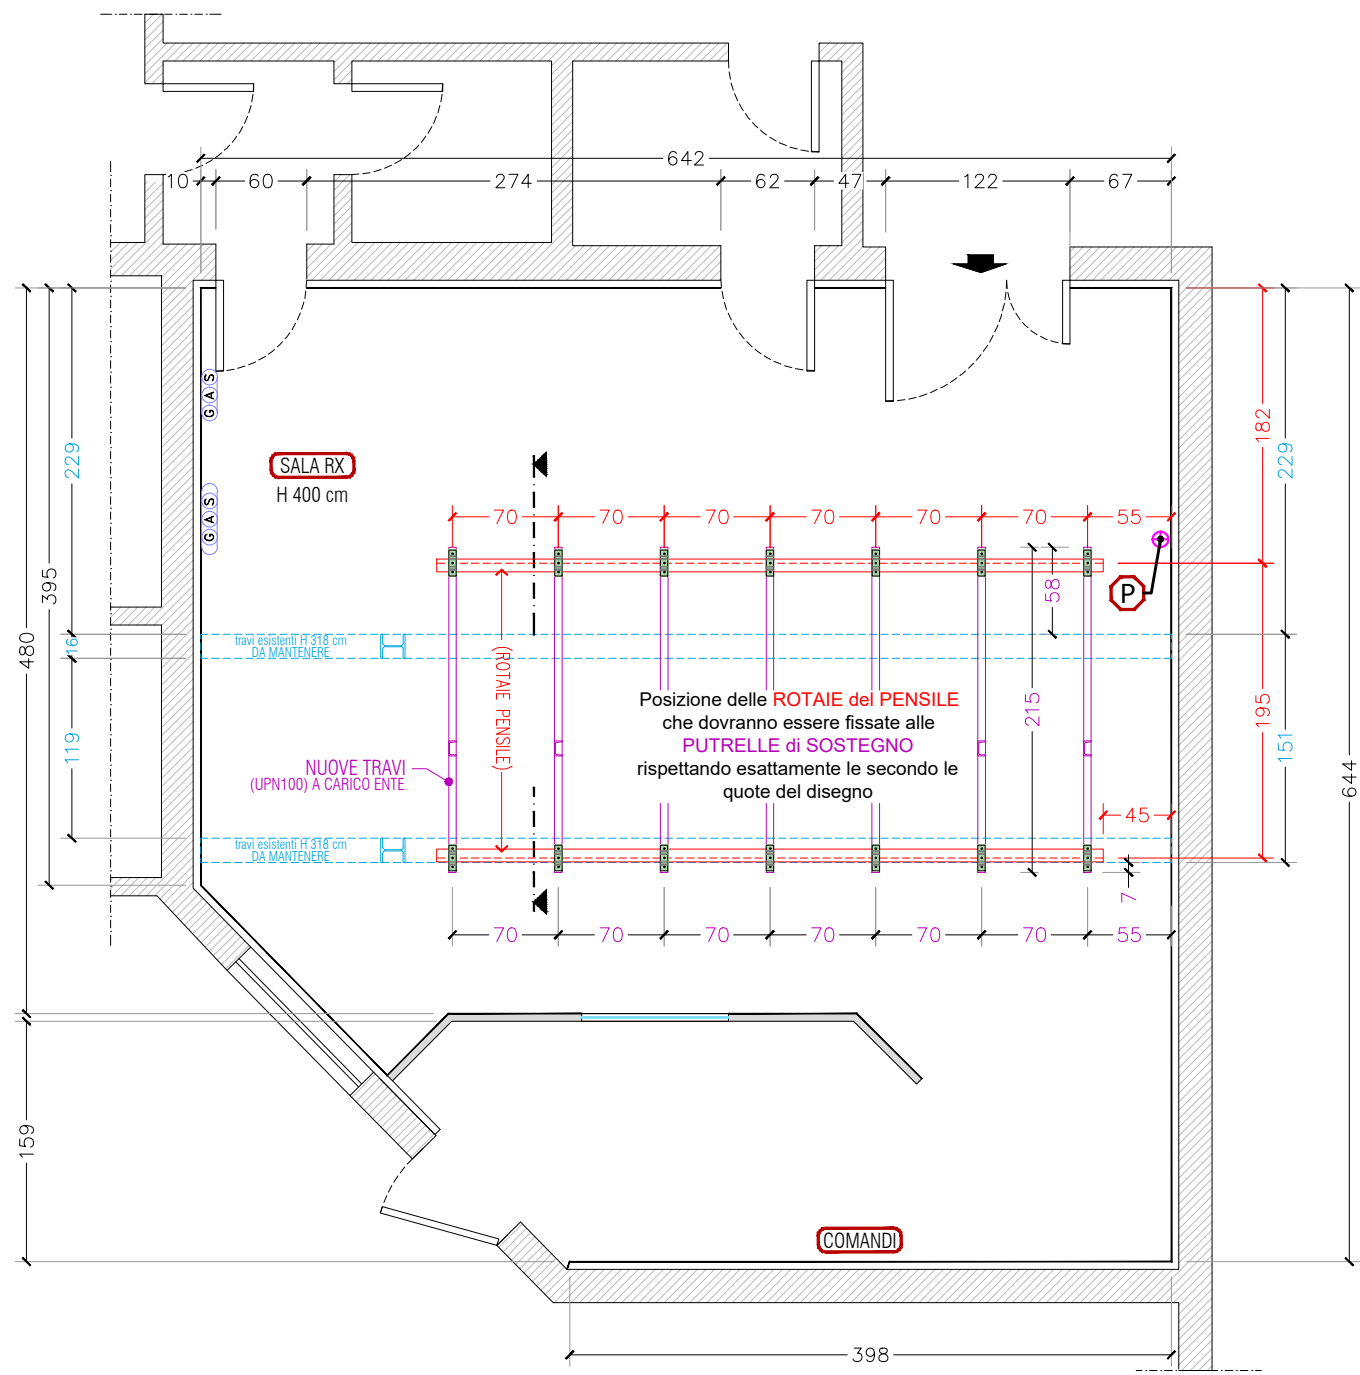 642
10
60
274
62
47
122
67
GAS
GAS
SALA RX
H 400 cm
229
16
119
395
480
159
182
229
195
151
644
70
70
70
70
70
70
55
P
58
215
travi esistenti H 318 cm
DA MANTENERE
(ROTAIE PENSILE)
Posizione delle ROTAIE del PENSILE
che dovranno essere fissate alle
PUTRELLE di SOSTEGNO
rispettando esattamente le secondo le
quote del disegno
NUOVE TRAVI
(UPN100) A CARICO ENTE
45
travi esistenti H 318 cm
DA MANTENERE
7
70
70
70
70
70
70
55
COMANDI
398